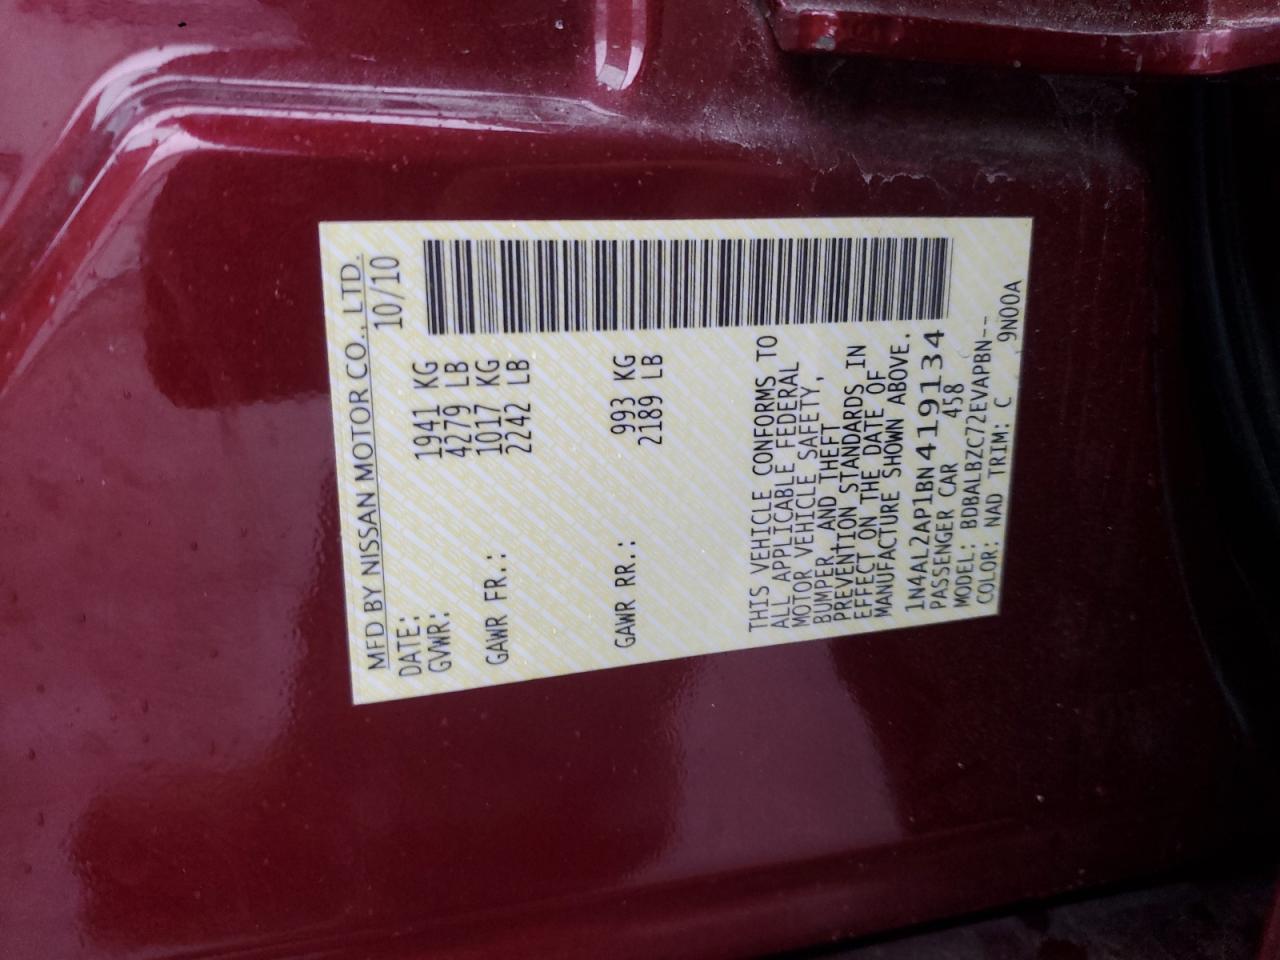 MFD BY NISSAN MOTOR CO., LTD.
DATE: 10/10
GVWR: 1941 KG
4279 LB
GAWR FR.: 1017 KG
2242 LB
GAWR RR.: 993 KG
2189 LB
THIS VEHICLE CONFORMS TO
ALL APPLICABLE FEDERAL
MOTOR VEHICLE SAFETY,
BUMPER AND THEFT
PREVENTION STANDARDS IN
EFFECT ON THE DATE OF
MANUFACTURE SHOWN ABOVE.
1N4AL2AP1BN419134
PASSENGER CAR 458
MODEL: BDBALBZC72EVAPBN--
COLOR: NAD TRIM: C 9N00A